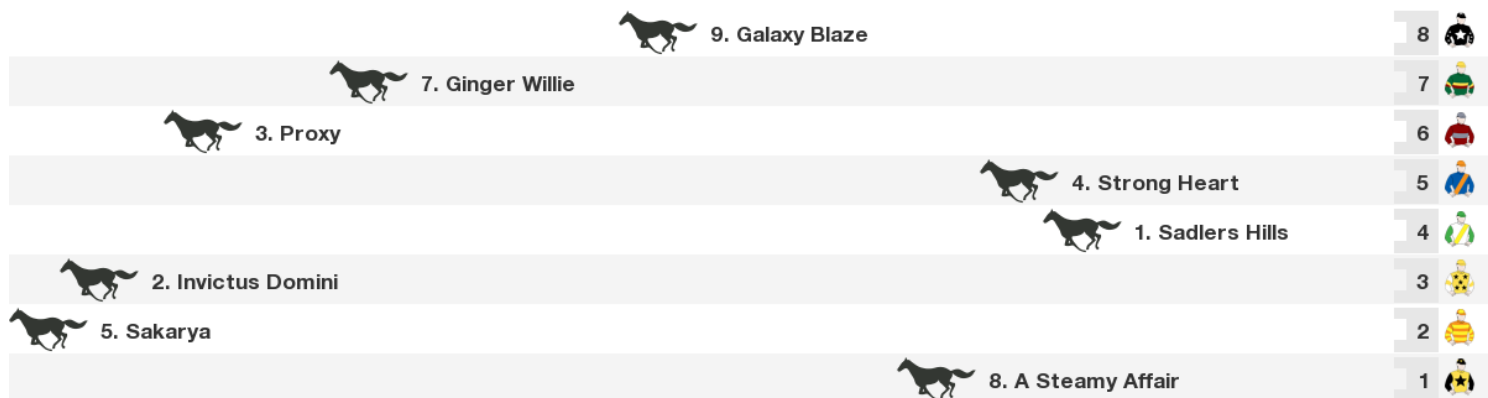 9. Galaxy Blaze 8
7. Ginger Willie 7
3. Proxy 6
4. Strong Heart 5
1. Sadlers Hills 4
2. Invictus Domini 3
5. Sakarya 2
8. A Steamy Affair 1